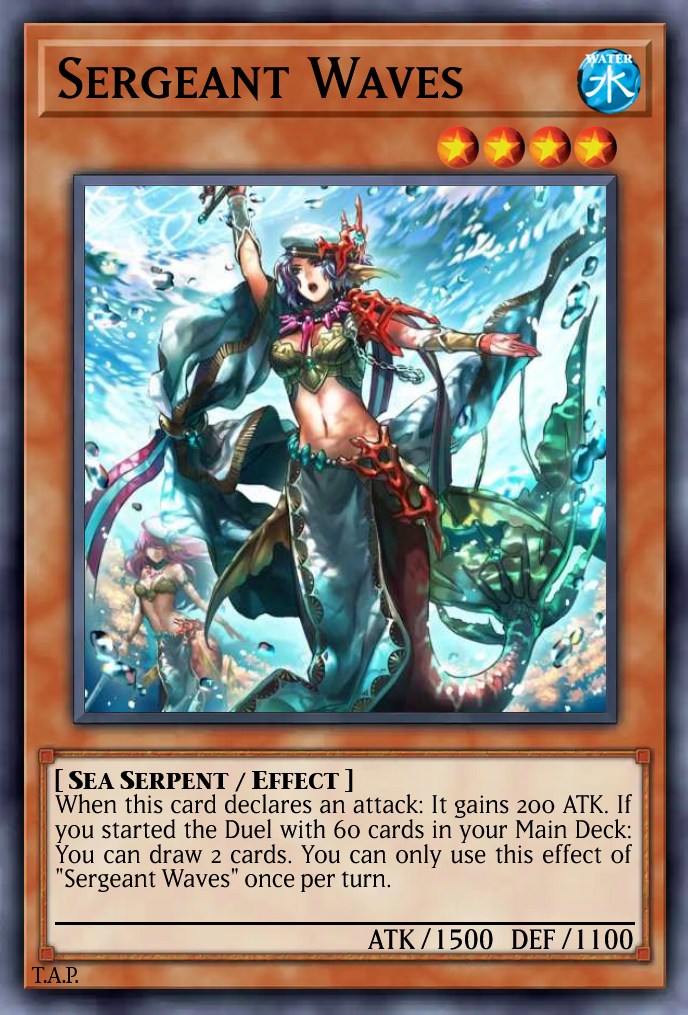 Sergeant Waves
WATER
水
[ Sea Serpent / Effect ]
When this card declares an attack: It gains 200 ATK. If
you started the Duel with 60 cards in your Main Deck:
You can draw 2 cards. You can only use this effect of
"Sergeant Waves" once per turn.
ATK/1500 DEF/1100
T.A.P.